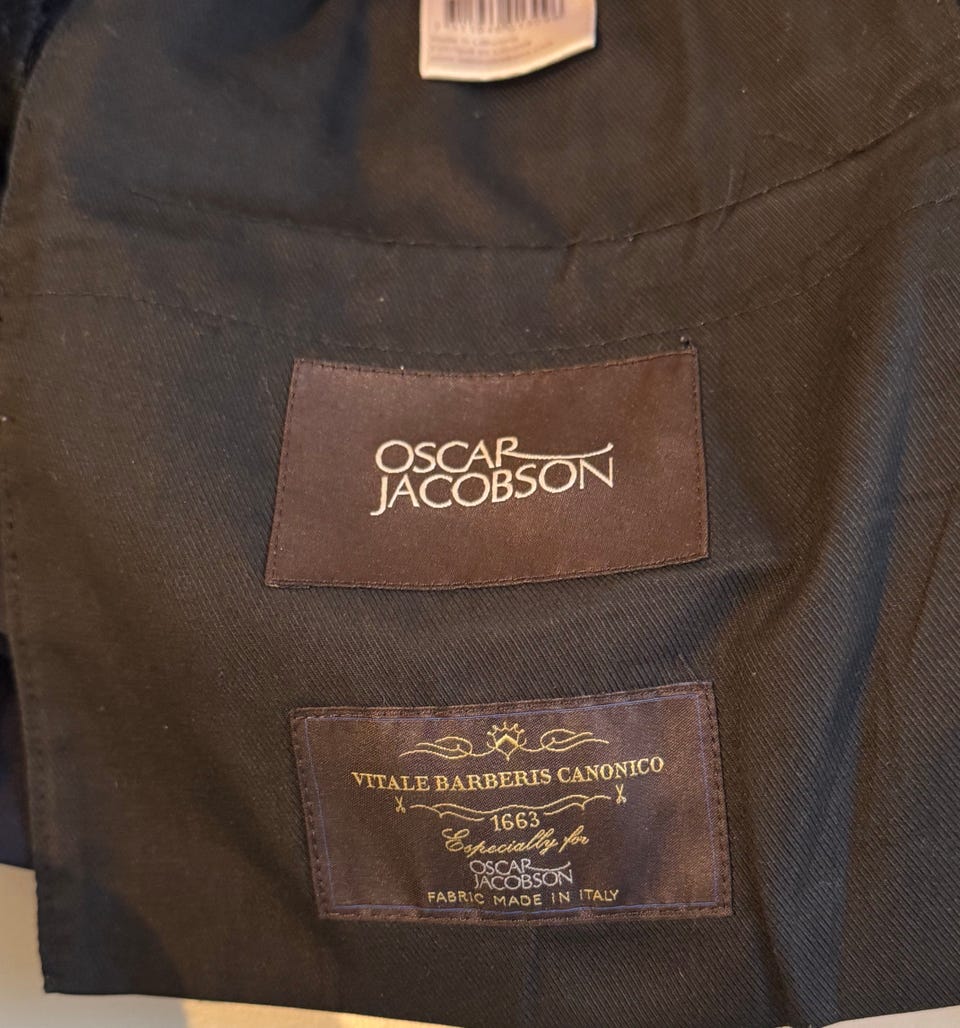 OSCAR
JACOBSON
VITALE BARBERIS CANONICO
1663
Especially for
OSCAR
JACOBSON
FABRIC MADE IN ITALY